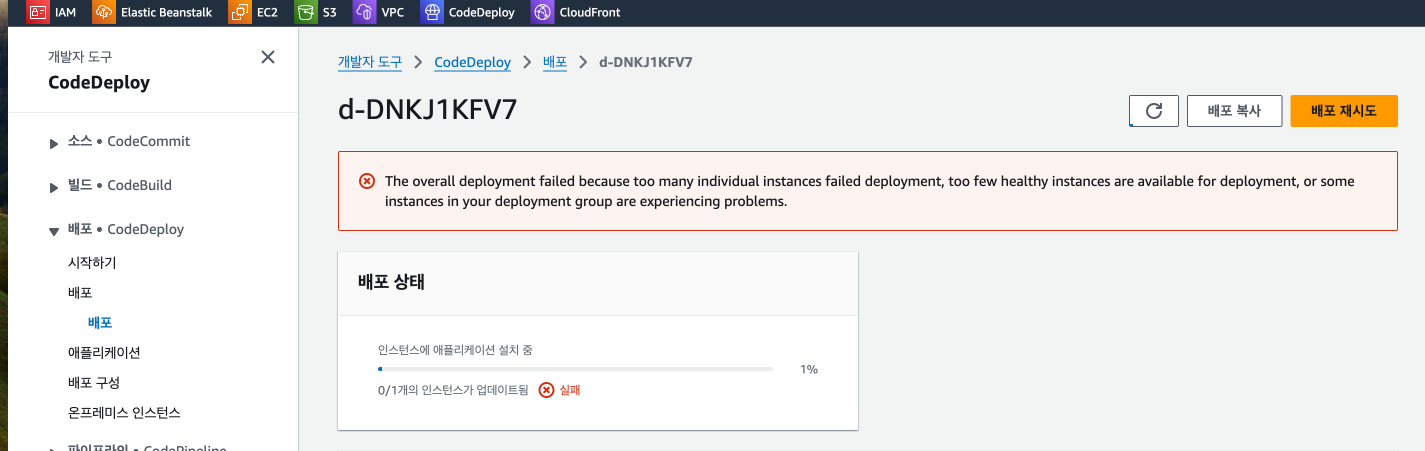 IAM Elastic Beanstalk EC2 S3 VPC CodeDeploy CloudFront
개발자 도구
CodeDeploy
소스 • CodeCommit
빌드 • CodeBuild
배포 • CodeDeploy
시작하기
배포
배포
애플리케이션
배포 구성
온프레미스 인스턴스
파이프라인 • CodePipeline
개발자 도구 > CodeDeploy > 배포 > d-DNKJ1KFV7
d-DNKJ1KFV7
배포 복사
배포 재시도
The overall deployment failed because too many individual instances failed deployment, too few healthy instances are available for deployment, or some
instances in your deployment group are experiencing problems.
배포 상태
인스턴스에 애플리케이션 설치 중
1%
0/1개의 인스턴스가 업데이트됨 실패